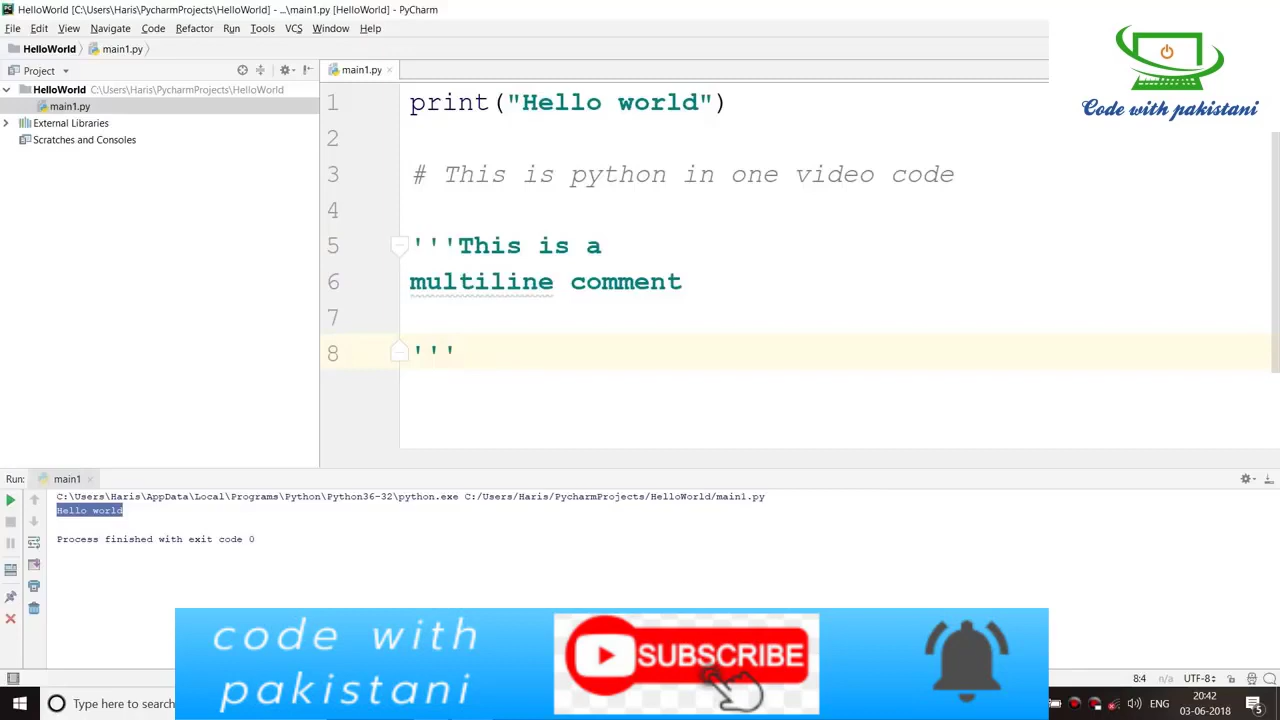 HelloWorld [C:\Users\Haris\PycharmProjects\HelloWorld] - ...\main1.py [HelloWorld] - PyCharm
File Edit View Navigate Code Refactor Run Tools VCS Window Help
HelloWorld main1.py
Project
main1.py
HelloWorld C:\Users\Haris\PycharmProjects\HelloWorld
main1.py
External Libraries
Scratches and Consoles
1 print("Hello world")
2
3 # This is python in one video code
4
5 '''This is a
6 multiline comment
7
8 '''
Code with pakistani
Run: main1
C:\Users\Haris\AppData\Local\Programs\Python\Python36-32\python.exe C:/Users/Haris/PycharmProjects/HelloWorld/main1.py
Hello world
Process finished with exit code 0
code with
pakistani
SUBSCRIBE
8:4 n/a UTF-8
Type here to search
20:42
03-06-2018
5